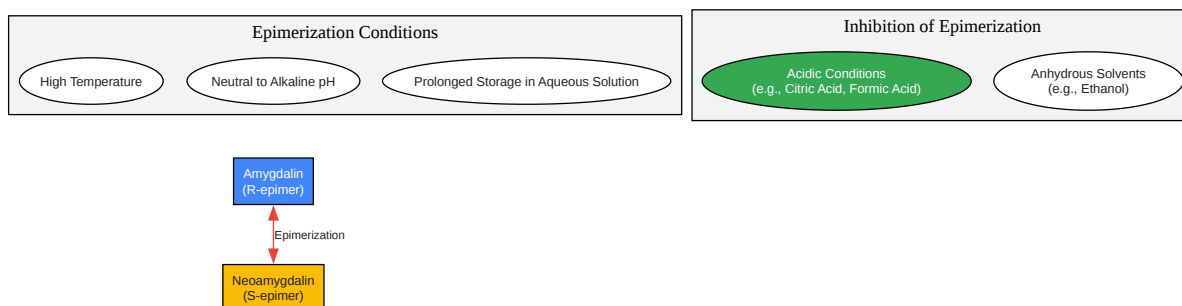 Epimerization Conditions
High Temperature
Neutral to Alkaline pH
Prolonged Storage in Aqueous Solution
Inhibition of Epimerization
Acidic Conditions
(e.g., Citric Acid, Formic Acid)
Anhydrous Solvents
(e.g., Ethanol)
Amygdalin
(R-epimer)
Epimerization
Neoamygdalin
(S-epimer)